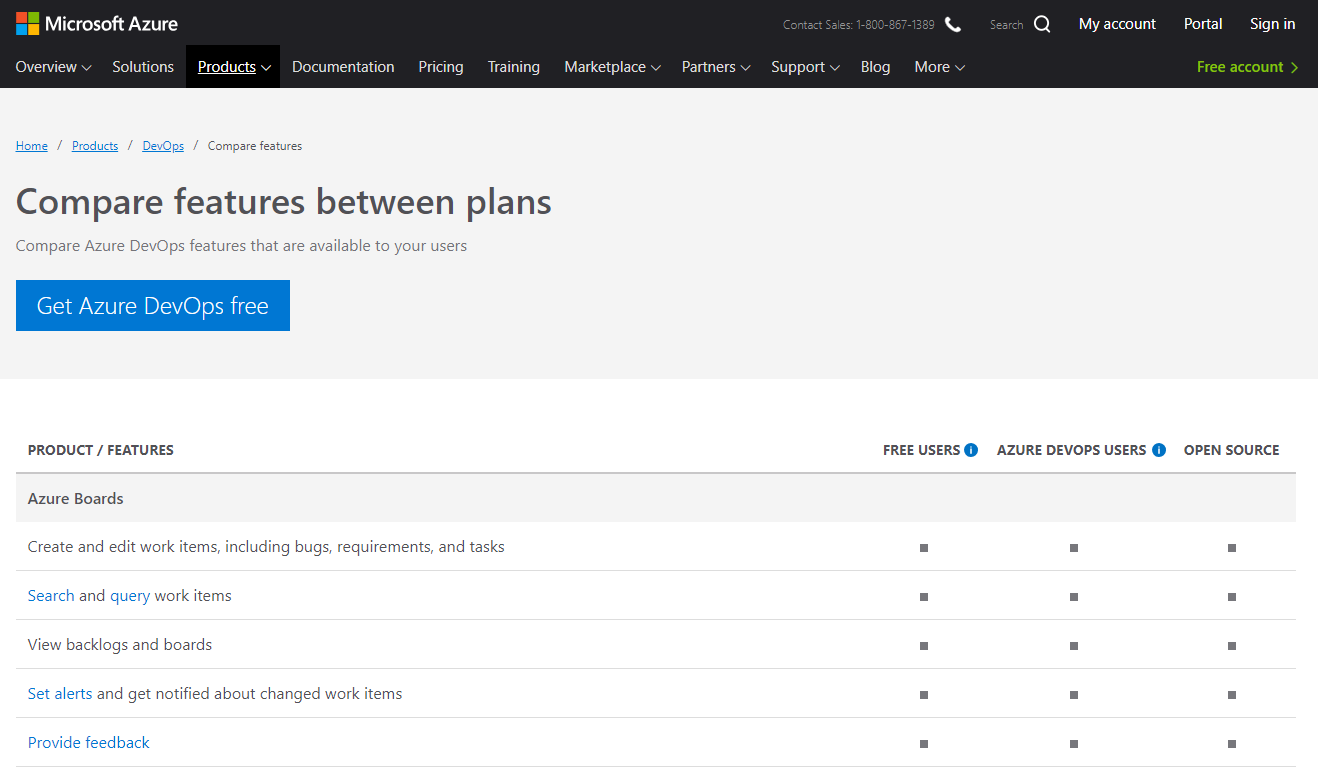 Microsoft Azure
Contact Sales: 1-800-867-1389
Search
My account
Portal
Sign in
Overview
Solutions
Products
Documentation
Pricing
Training
Marketplace
Partners
Support
Blog
More
Free account
Home / Products / DevOps / Compare features
Compare features between plans
Compare Azure DevOps features that are available to your users
Get Azure DevOps free
PRODUCT / FEATURES
FREE USERS
AZURE DEVOPS USERS
OPEN SOURCE
Azure Boards
Create and edit work items, including bugs, requirements, and tasks
Search and query work items
View backlogs and boards
Set alerts and get notified about changed work items
Provide feedback